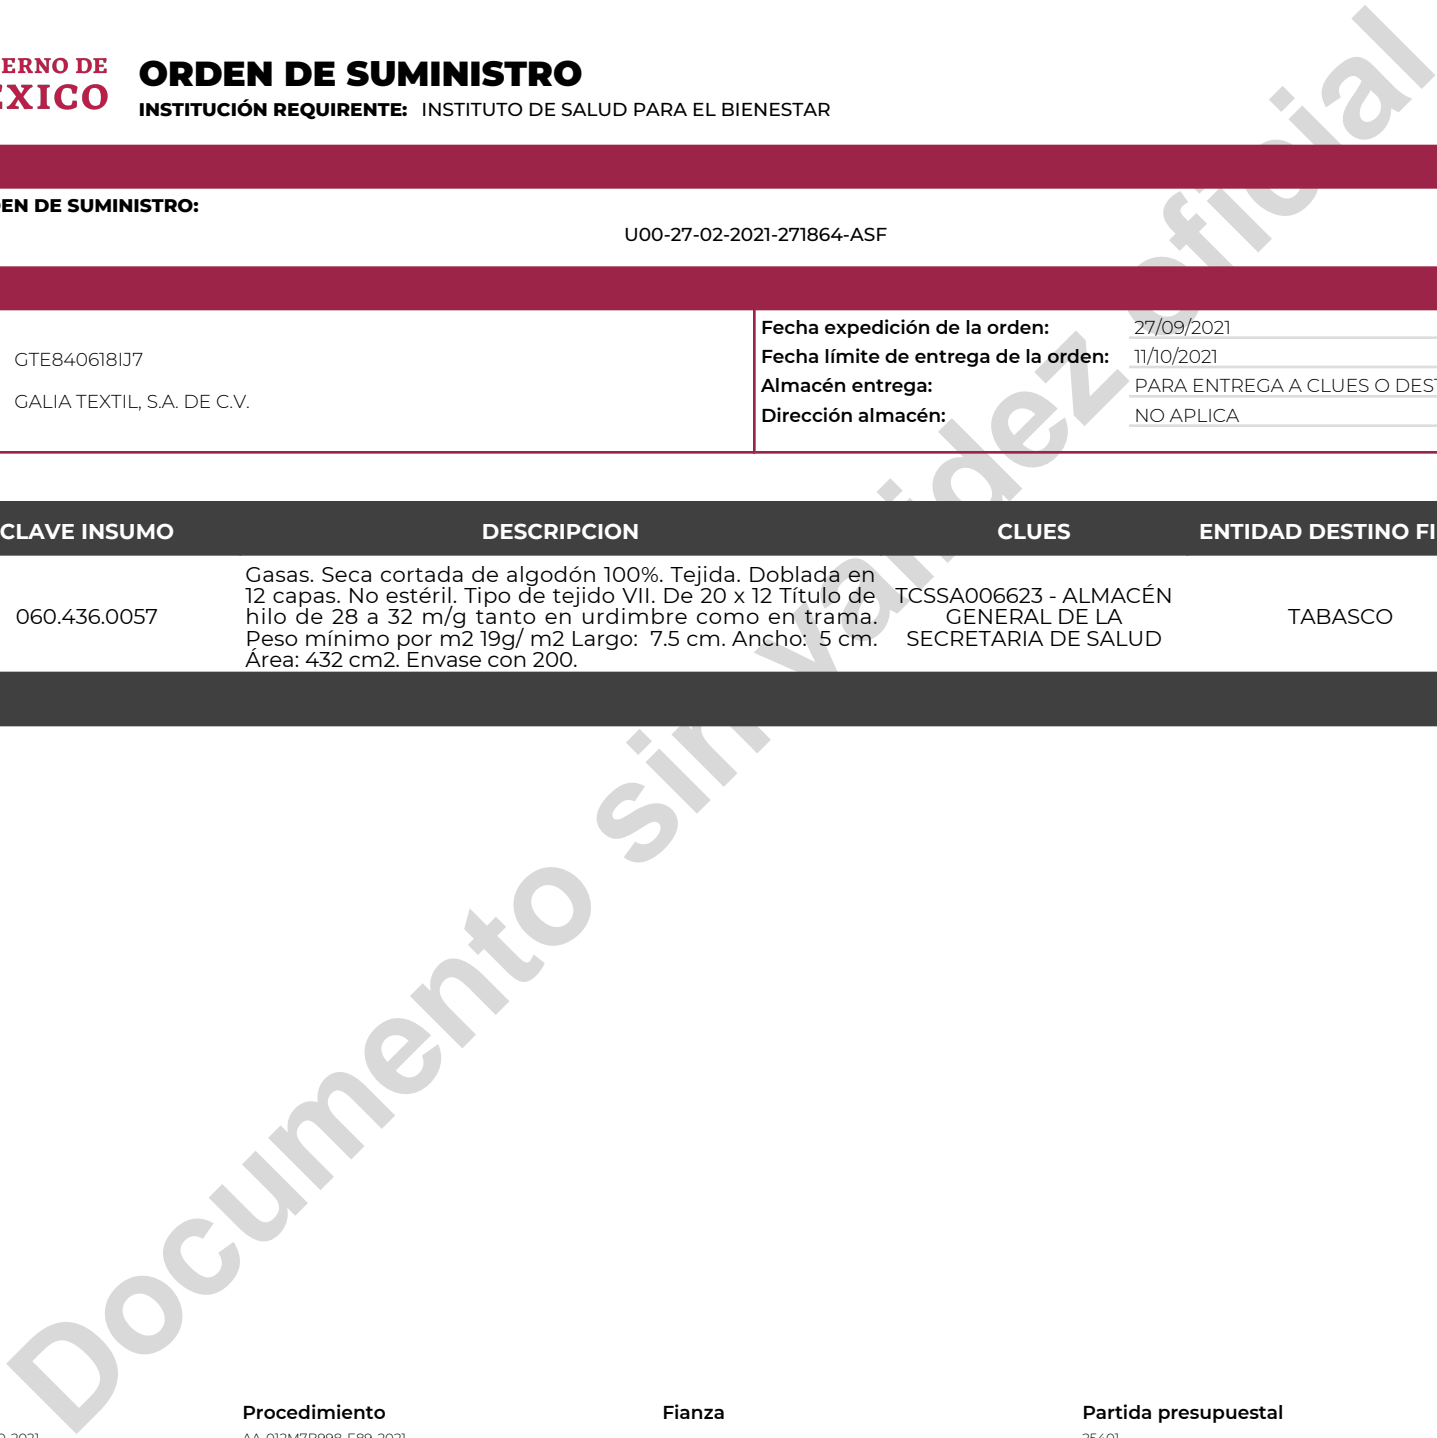 ERNO DE
EXICO
ORDEN DE SUMINISTRO
INSTITUCIÓN REQUIRENTE: INSTITUTO DE SALUD PARA EL BIENESTAR
EN DE SUMINISTRO:
U00-27-02-2021-271864-ASF
GTE840618IJ7
GALIA TEXTIL, S.A. DE C.V.
Fecha expedición de la orden: 27/09/2021
Fecha límite de entrega de la orden: 11/10/2021
Almacén entrega: PARA ENTREGA A CLUES O DEST
Dirección almacén: NO APLICA
CLAVE INSUMO DESCRIPCION CLUES ENTIDAD DESTINO FI
060.436.0057
Gasas. Seca cortada de algodón 100%. Tejida. Doblada en
12 capas. No estéril. Tipo de tejido VII. De 20 x 12 Título de
hilo de 28 a 32 m/g tanto en urdimbre como en trama.
Peso mínimo por m2 19g/ m2 Largo: 7.5 cm. Ancho: 5 cm.
Área: 432 cm2. Envase con 200.
TCSSA006623 - ALMACÉN
GENERAL DE LA
SECRETARIA DE SALUD
TABASCO
Documento sin validez oficial
Procedimiento Fianza Partida presupuestal